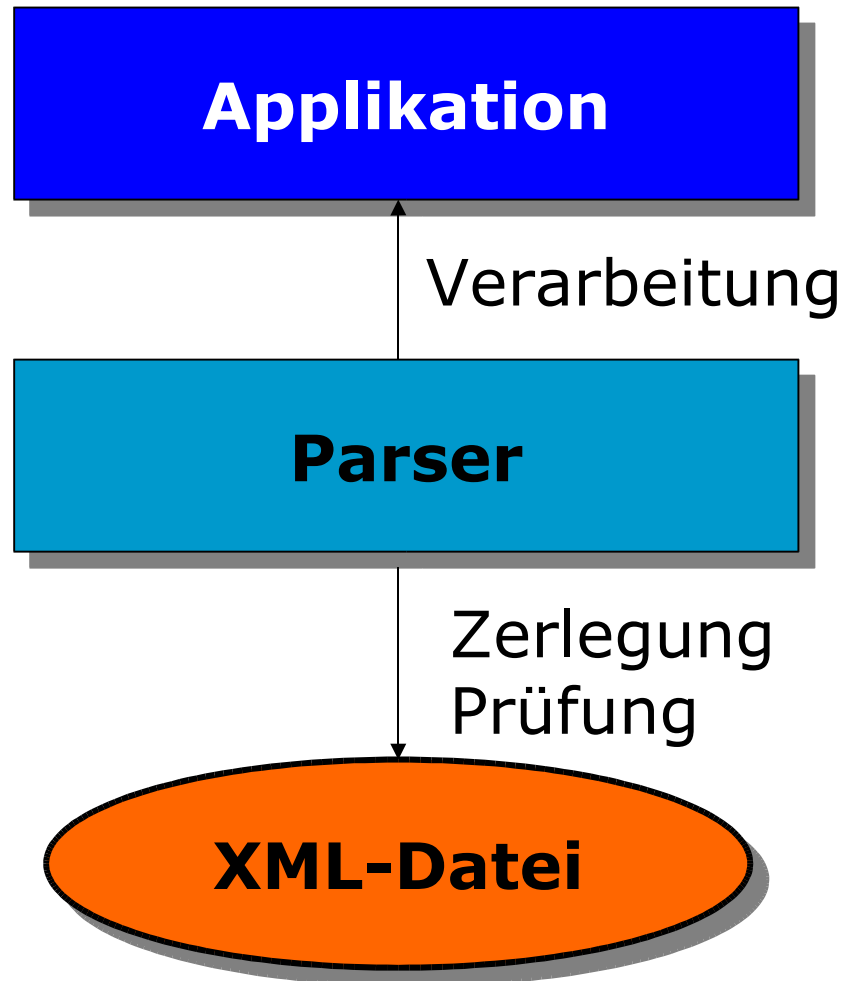 Applikation
Verarbeitung
Parser
Zerlegung
Prüfung
XML-Datei